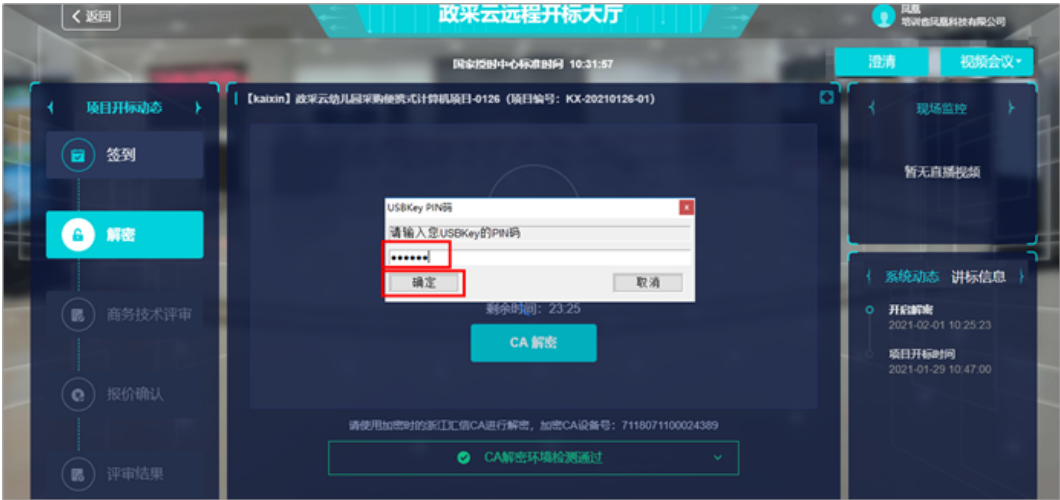 返回
政采云远程开标大厅
凤凰
培训省凤凰科技有限公司
国家授时中心标准时间 10:31:57
澄清
视频会议
项目开标动态
签到
解密
商务技术评审
报价确认
评审结果
【kaixin】政采云幼儿园采购便携式计算机项目-0126（项目编号：KX-20210126-01）
USBKey PIN码
请输入您USBKey的PIN码
••••••
确定
取消
剩余时间：23:25
CA 解密
请使用加密时的浙江汇信CA进行解密，加密CA设备号：7118071100024389
CA解密环境检测通过
现场监控
暂无直播视频
系统动态 讲标信息
开启解密
2021-02-01 10:25:23
项目开标时间
2021-01-29 10:47:00